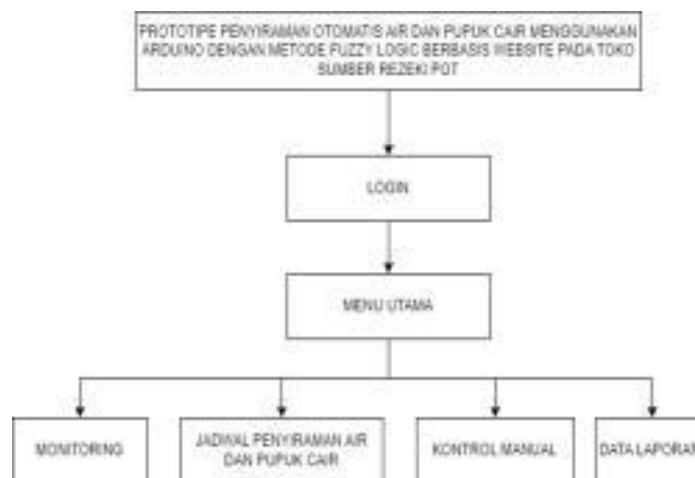 PROTOTIPE PENYIRAMAN OTOMATIS AIR DAN PUPUK CAIR MENGGUNAKAN
ARDUINO DENGAN METODE FUZZY LOGIC BERBASIS WEBSITE PADA TOKO
SUMBER REZEKI POT
LOGIN
MENU UTAMA
MONITORING
JADWAL PENYIRAMAN AIR
DAN PUPUK CAIR
KONTROL MANUAL
DATA LAPORAN